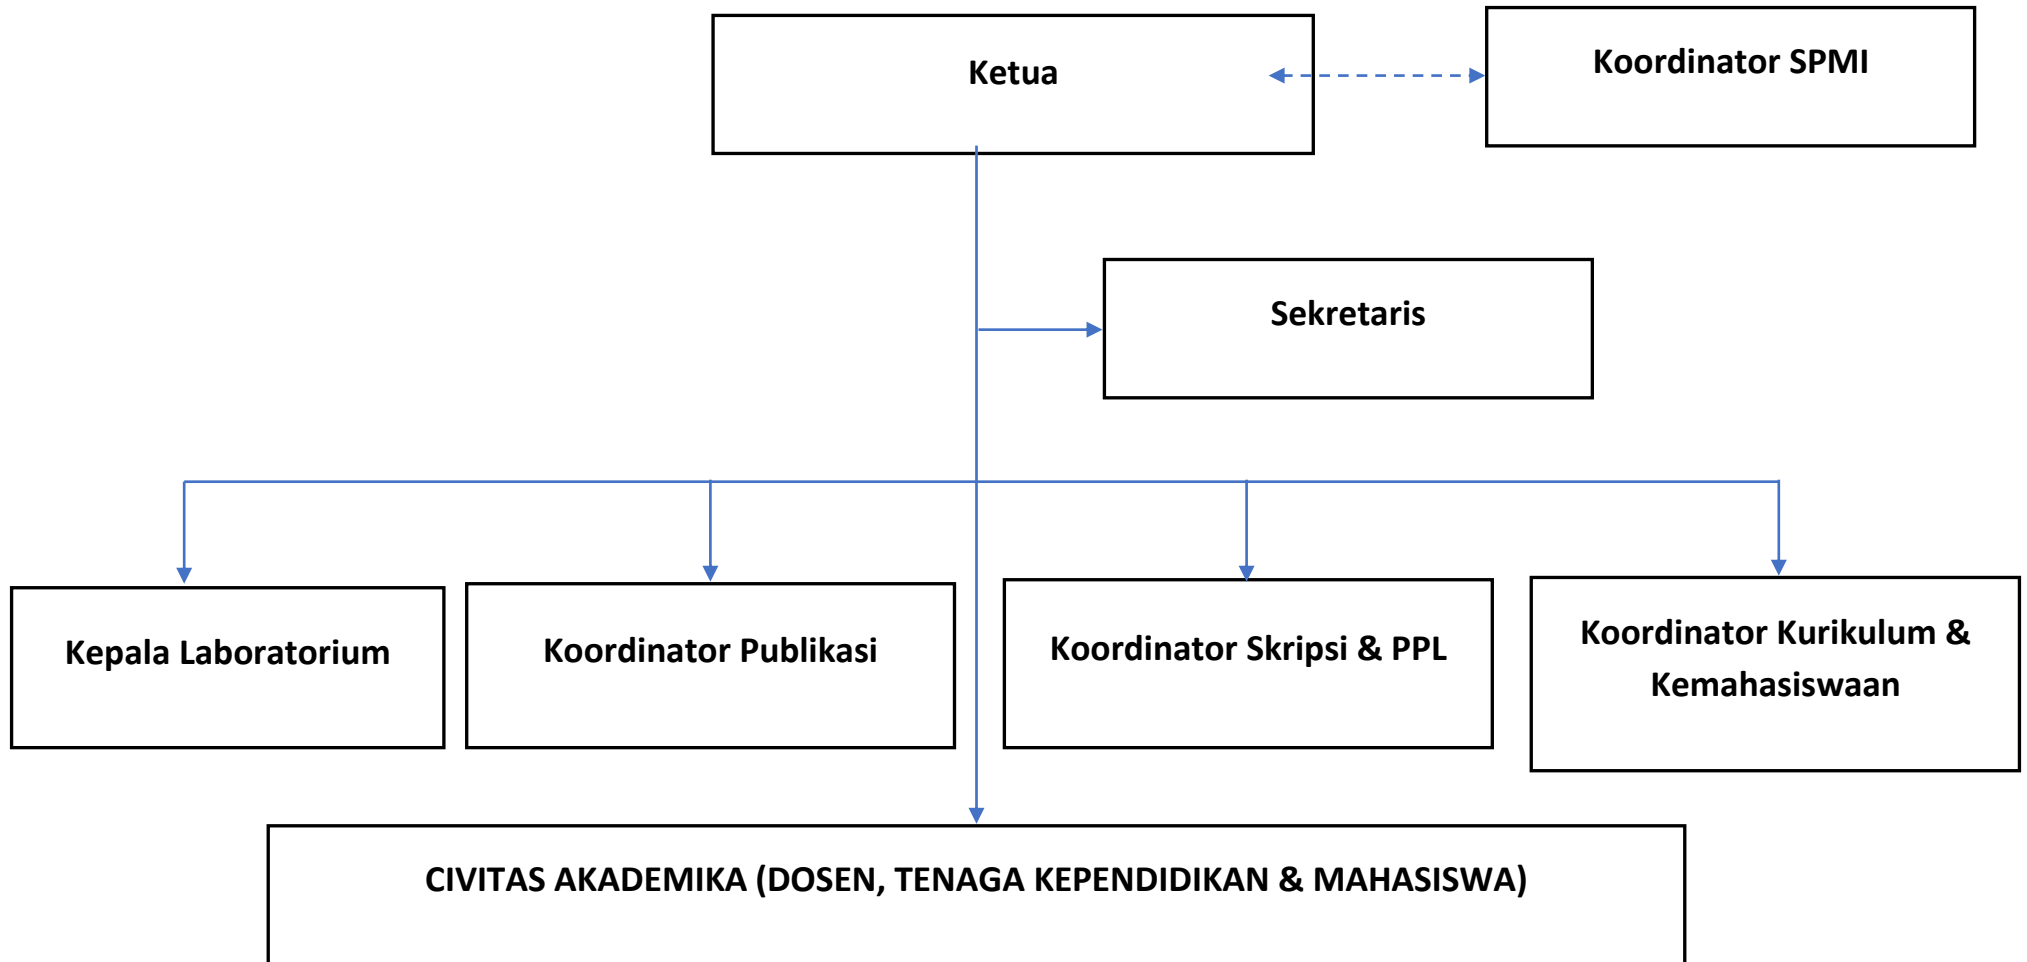 Ketua
Koordinator SPMI
Sekretaris
Kepala Laboratorium
Koordinator Publikasi
Koordinator Skripsi & PPL
Koordinator Kurikulum &
Kemahasiswaan
CIVITAS AKADEMIKA (DOSEN, TENAGA KEPENDIDIKAN & MAHASISWA)